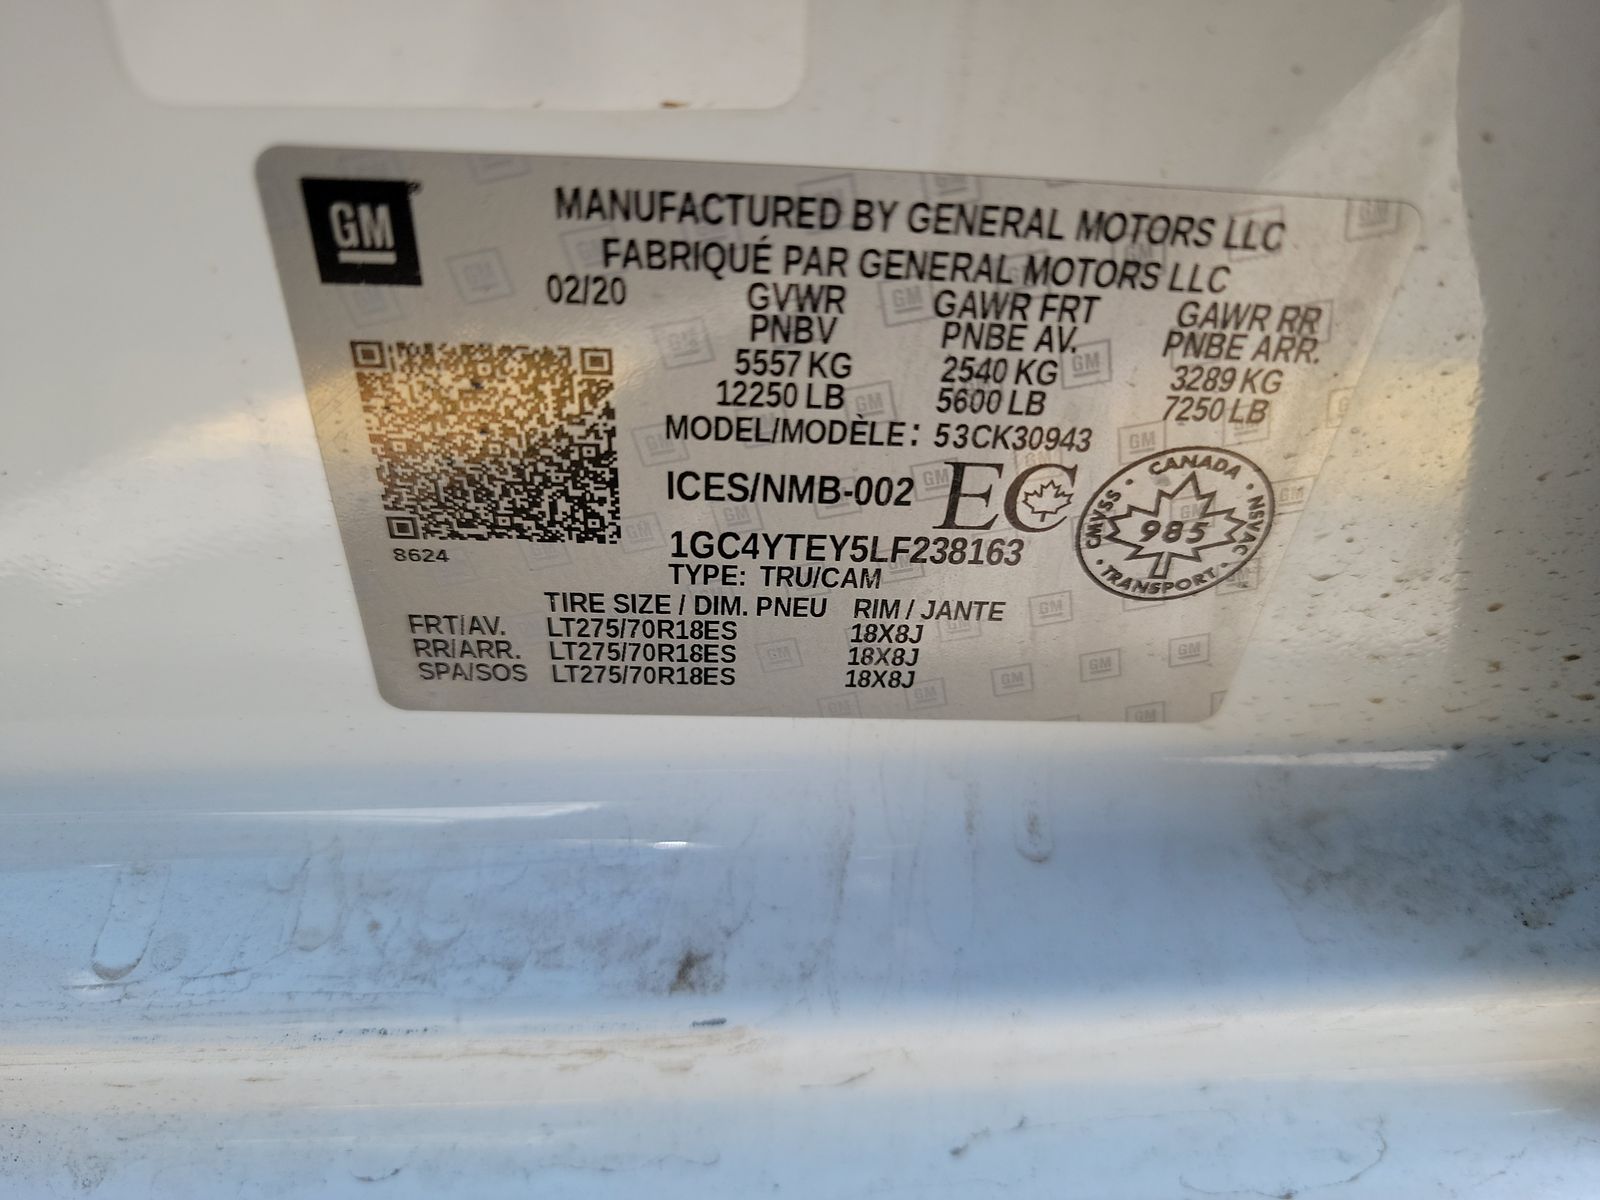 GM
MANUFACTURED BY GENERAL MOTORS LLC
FABRIQUÉ PAR GENERAL MOTORS LLC
02/20 GVWR GAWR FRT GAWR RR
PNBV PNBE AV. PNBE ARR.
5557 KG 2540 KG 3289 KG
12250 LB 5600 LB 7250 LB
MODEL/MODÈLE: 53CK30943
ICES/NMB-002 EC
CANADA · NSVAC · TRANSPORT · CMVSS ·
985
1GC4YTEY5LF238163
8624
TYPE: TRU/CAM
TIRE SIZE / DIM. PNEU RIM / JANTE
FRT/AV. LT275/70R18ES 18X8J
RR/ARR. LT275/70R18ES 18X8J
SPA/SOS LT275/70R18ES 18X8J